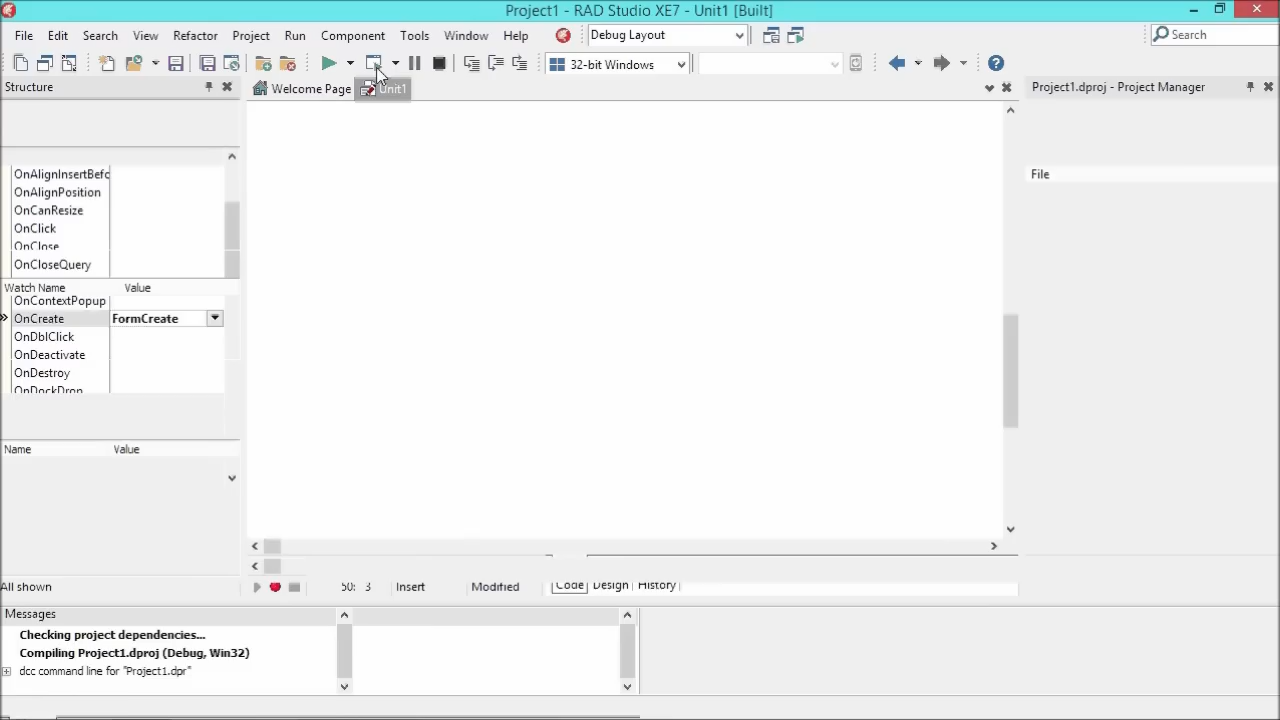 Project1 - RAD Studio XE7 - Unit1 [Built]
File Edit Search View Refactor Project Run Component Tools Window Help Debug Layout Search
32-bit Windows
Structure
Welcome Page Unit1
Project1.dproj - Project Manager
File
OnAlignInsertBefo
OnAlignPosition
OnCanResize
OnClick
OnClose
OnCloseQuery
Watch Name Value
OnContextPopup
OnCreate FormCreate
OnDblClick
OnDeactivate
OnDestroy
OnDockDrop
Name Value
All shown
50: 3 Insert Modified Code Design History
Messages
Checking project dependencies...
Compiling Project1.dproj (Debug, Win32)
dcc command line for "Project1.dpr"